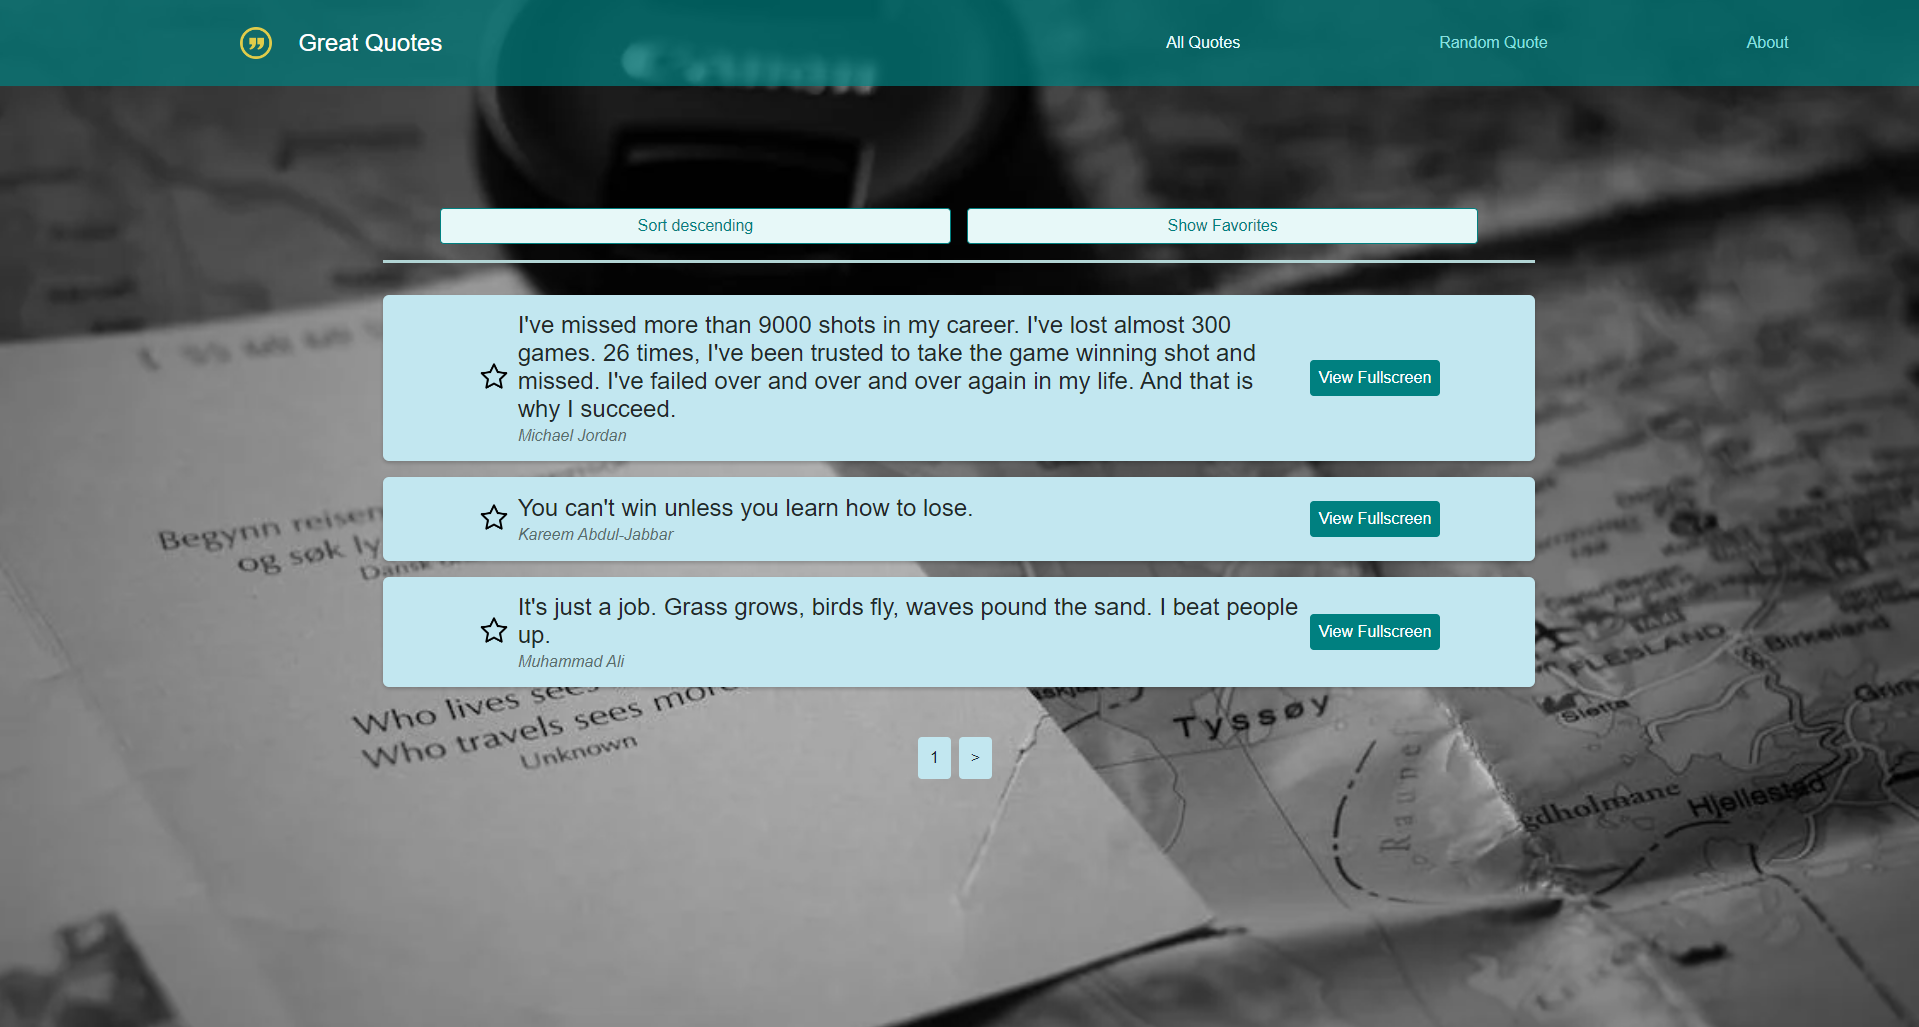 Great Quotes
All Quotes
Random Quote
About
Canon
Sort descending
Show Favorites
I've missed more than 9000 shots in my career. I've lost almost 300
games. 26 times, I've been trusted to take the game winning shot and
missed. I've failed over and over and over again in my life. And that is
why I succeed.
Michael Jordan
View Fullscreen
You can't win unless you learn how to lose.
Kareem Abdul-Jabbar
View Fullscreen
It's just a job. Grass grows, birds fly, waves pound the sand. I beat people
up.
Muhammad Ali
View Fullscreen
1
>
Begynn reisen
og søk ly
Dansk
Who lives sees
Who travels sees more
Unknown
FLESLAND
Birkeland
Sletta
Tyssøy
Raune
gdholmane
Hjellestad